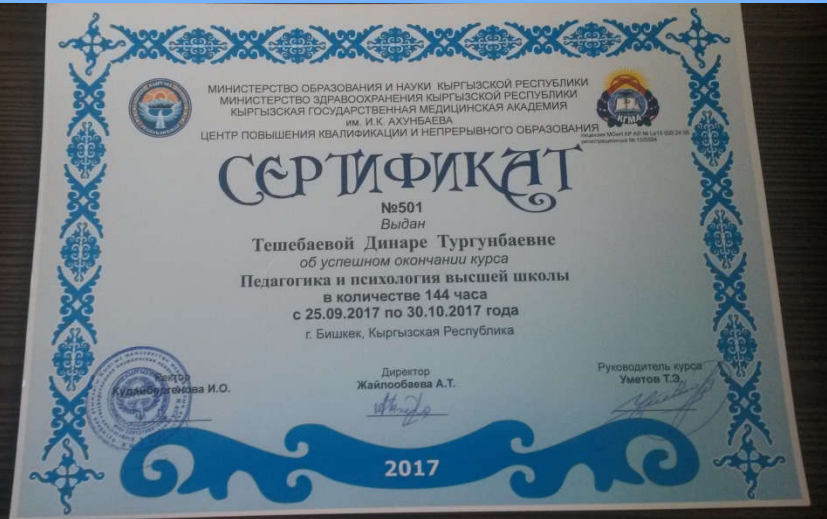 МИНИСТЕРСТВО ОБРАЗОВАНИЯ И НАУКИ КЫРГЫЗСКОЙ РЕСПУБЛИКИ
МИНИСТЕРСТВО ЗДРАВООХРАНЕНИЯ КЫРГЫЗСКОЙ РЕСПУБЛИКИ
КЫРГЫЗСКАЯ ГОСУДАРСТВЕННАЯ МЕДИЦИНСКАЯ АКАДЕМИЯ
им. И.К. АХУНБАЕВА
ЦЕНТР ПОВЫШЕНИЯ КВАЛИФИКАЦИИ И НЕПРЕРЫВНОГО ОБРАЗОВАНИЯ
КГМА
СЕРТИФИКАТ
№501
Выдан
Тешебаевой Динаре Тургунбаевне
об успешном окончании курса
Педагогика и психология высшей школы
в количестве 144 часа
с 25.09.2017 по 30.10.2017 года
г. Бишкек, Кыргызская Республика
Ректор
Кудайбергенова И.О.
Директор
Жайлообаева А.Т.
Руководитель курса
Уметов Т.Э.
2017